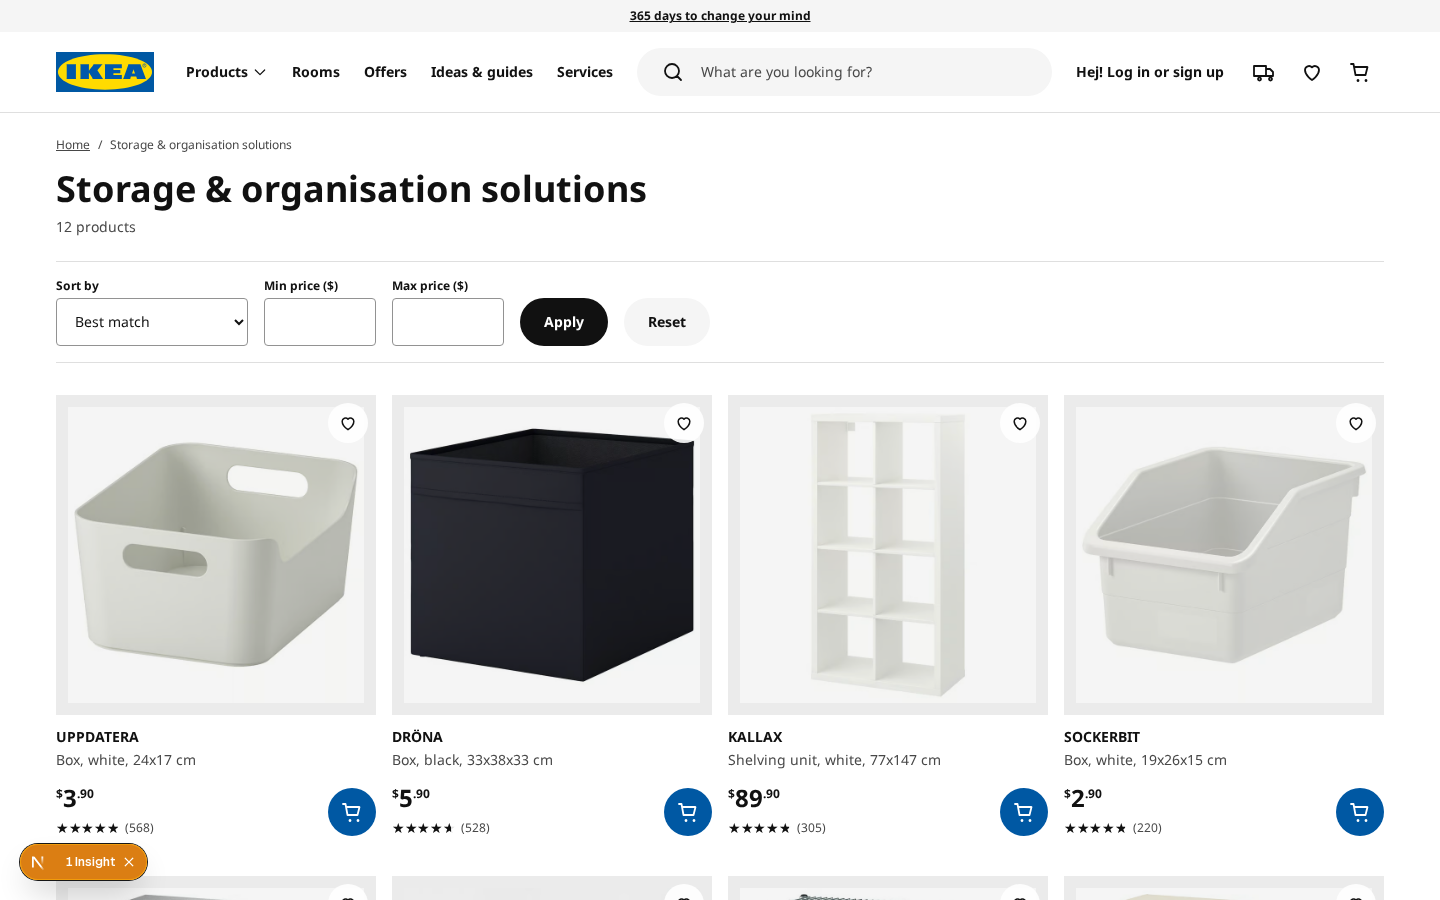 365 days to change your mind
IKEA
Products
Rooms
Offers
Ideas & guides
Services
What are you looking for?
Hej! Log in or sign up
Home / Storage & organisation solutions
Storage & organisation solutions
12 products
Sort by
Min price ($)
Max price ($)
Best match
Apply
Reset
UPPDATERA
Box, white, 24x17 cm
$3.90
(568)
DRÖNA
Box, black, 33x38x33 cm
$5.90
(528)
KALLAX
Shelving unit, white, 77x147 cm
$89.90
(305)
SOCKERBIT
Box, white, 19x26x15 cm
$2.90
(220)
1 Insight